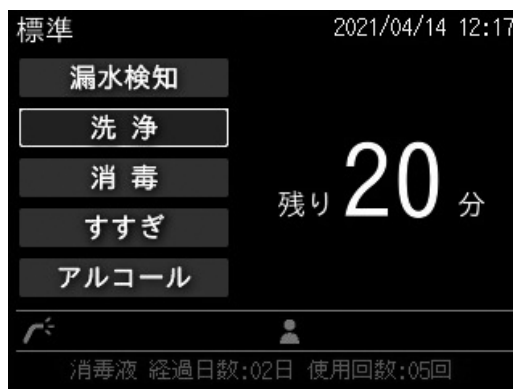 標準 2021/04/14 12:17
漏水検知
洗浄
消毒
すすぎ
アルコール
残り 20 分
消毒液 経過日数:02日 使用回数:05回